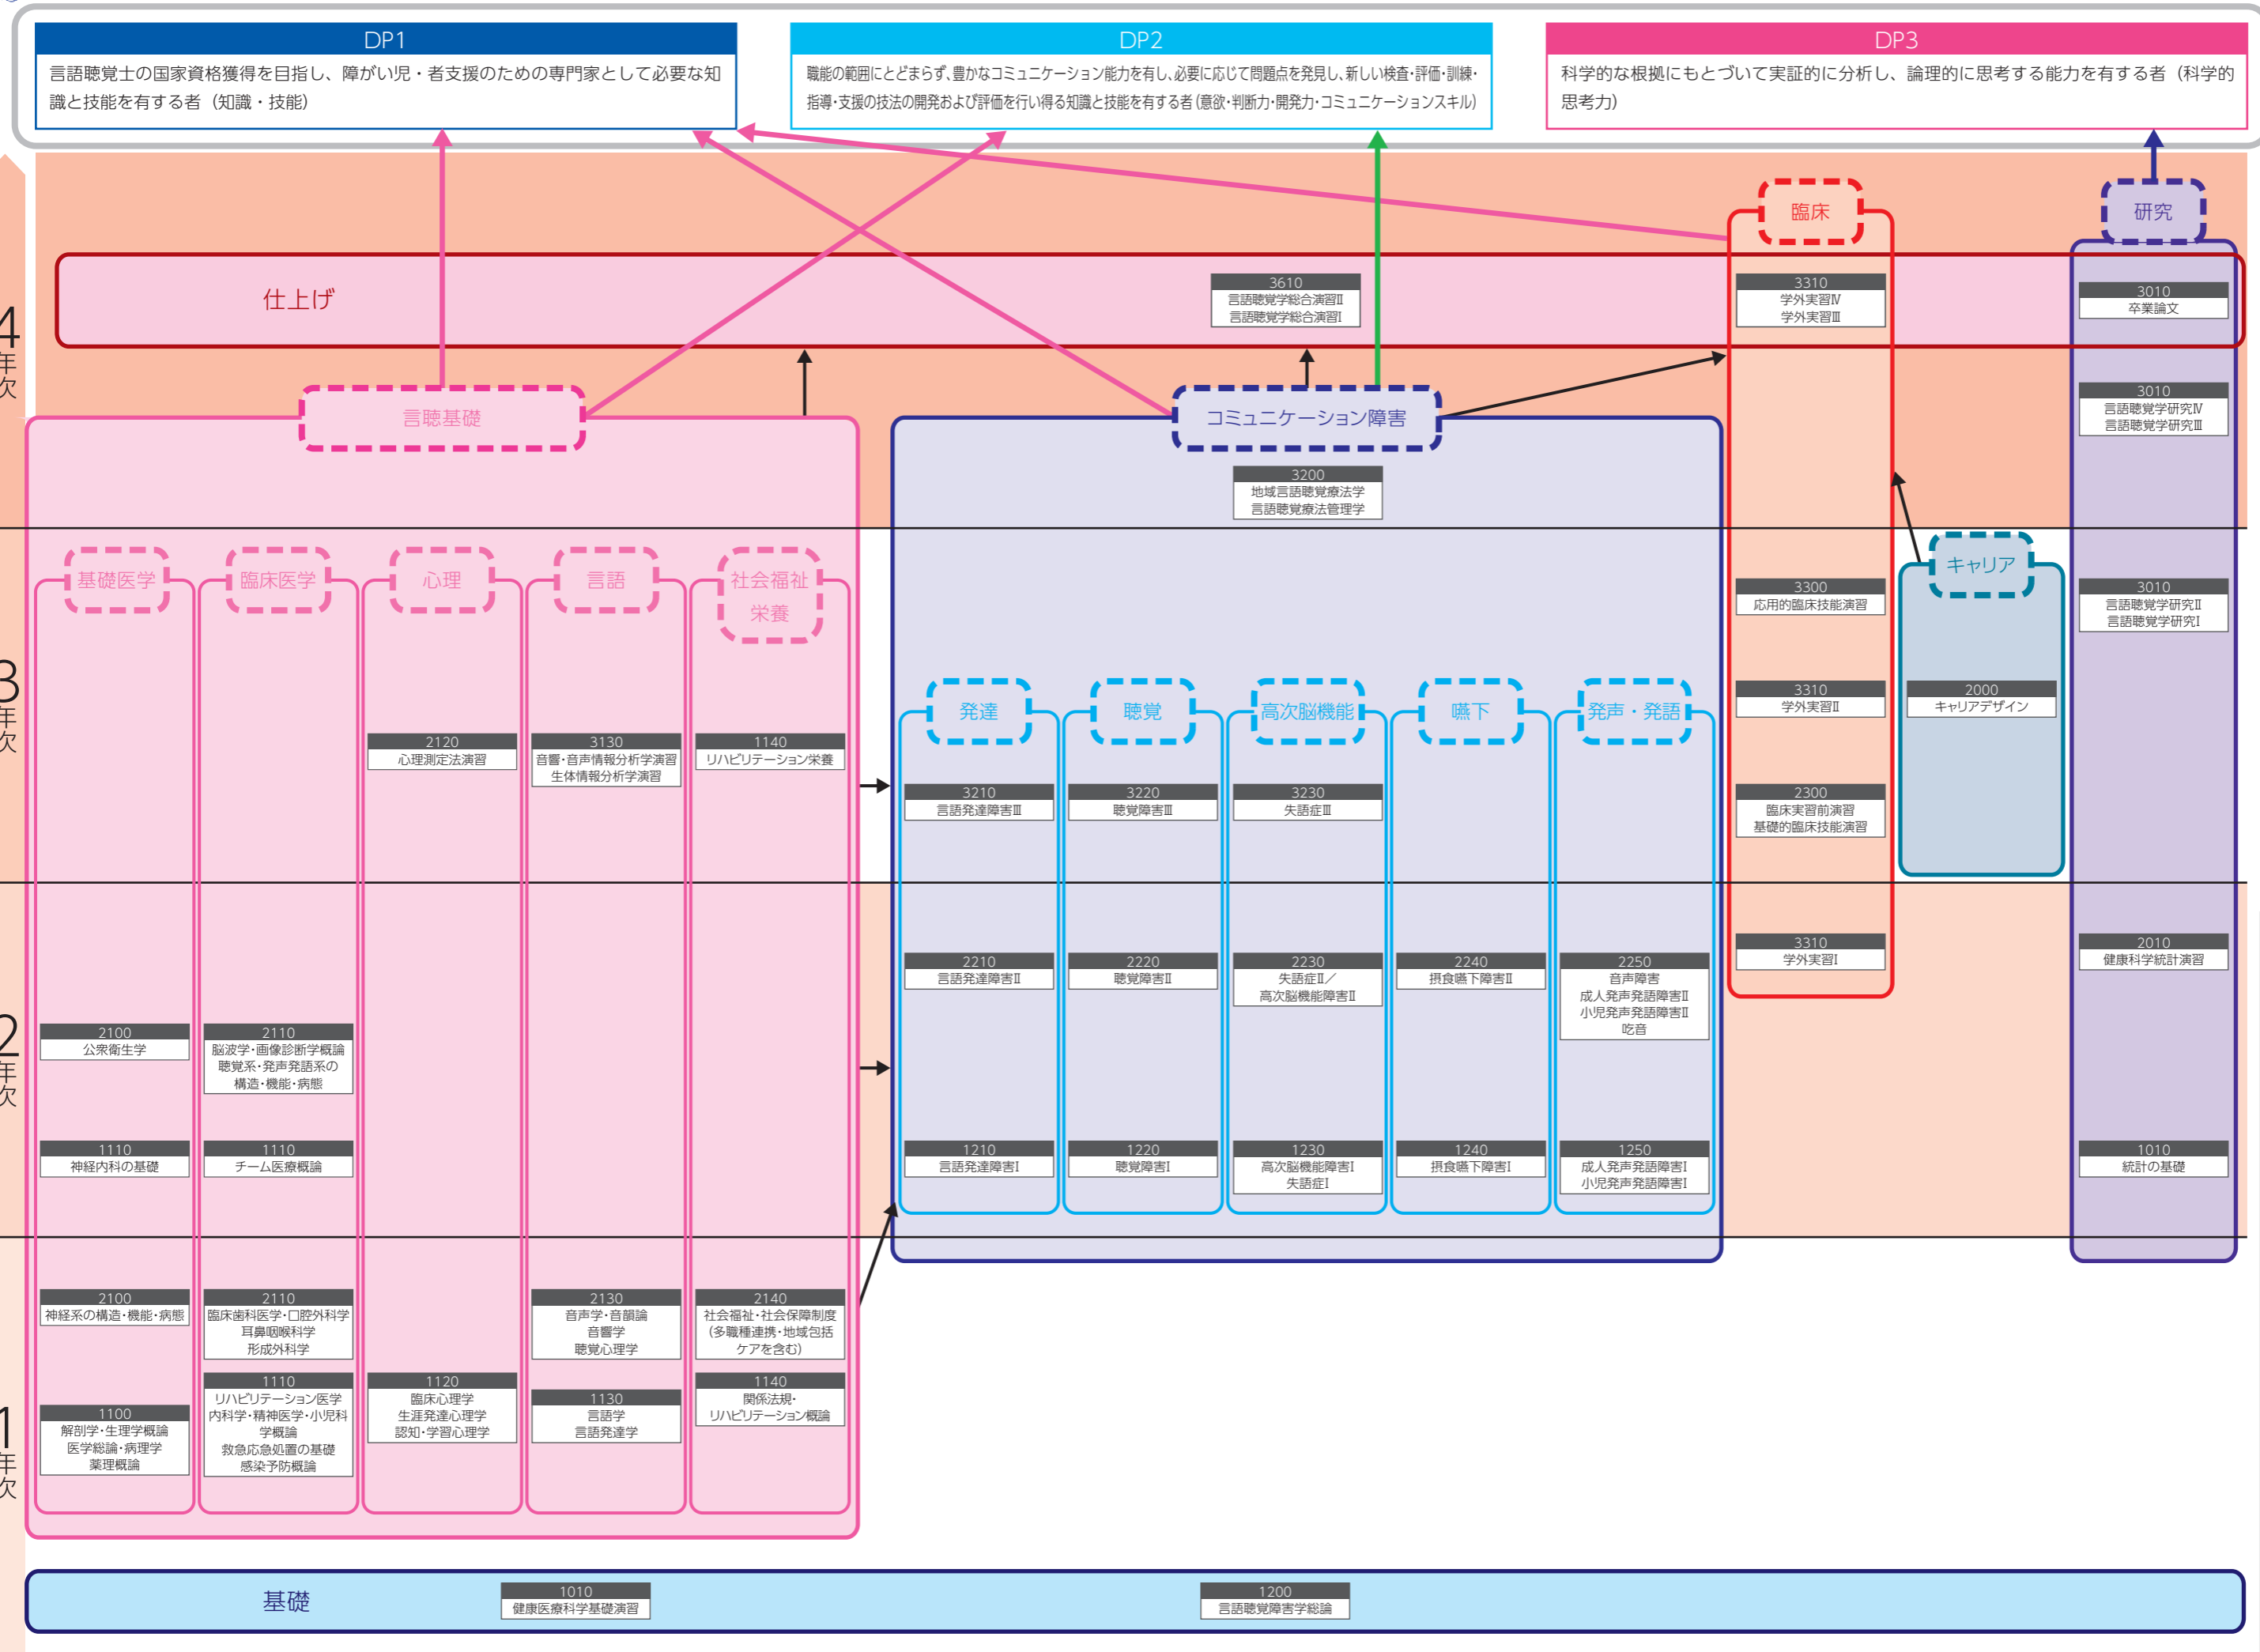 DP1
言語聴覚士の国家資格獲得を目指し、障がい児・者支援のための専門家として必要な知
識と技能を有する者（知識・技能）
DP2
職能の範囲にとどまらず、豊かなコミュニケーション能力を有し、必要に応じて問題点を発見し、新しい検査・評価・訓練・
指導・支援の技法の開発および評価を行い得る知識と技能を有する者（意欲・判断力・開発力・コミュニケーションスキル）
DP3
科学的な根拠にもとづいて実証的に分析し、論理的に思考する能力を有する者（科学的
思考力）
4年次
臨床
研究
仕上げ
3610
言語聴覚学総合演習Ⅱ
言語聴覚学総合演習Ⅰ
3310
学外実習Ⅳ
学外実習Ⅲ
3010
卒業論文
言聴基礎
コミュニケーション障害
3010
言語聴覚学研究Ⅳ
言語聴覚学研究Ⅲ
3200
地域言語聴覚療法学
言語聴覚療法管理学
3年次
基礎医学
臨床医学
心理
言語
社会福祉
栄養
キャリア
3300
応用的臨床技能演習
3010
言語聴覚学研究Ⅱ
言語聴覚学研究Ⅰ
発達
聴覚
高次脳機能
嚥下
発声・発語
3310
学外実習Ⅱ
2000
キャリアデザイン
2120
心理測定法演習
3130
音響・音声情報分析学演習
生体情報分析学演習
1140
リハビリテーション栄養
3210
言語発達障害Ⅲ
3220
聴覚障害Ⅲ
3230
失語症Ⅲ
2300
臨床実習前演習
基礎的臨床技能演習
2年次
2210
言語発達障害Ⅱ
2220
聴覚障害Ⅱ
2230
失語症Ⅱ／
高次脳機能障害Ⅱ
2240
摂食嚥下障害Ⅱ
2250
音声障害
成人発声発語障害Ⅱ
小児発声発語障害Ⅱ
吃音
3310
学外実習Ⅰ
2010
健康科学統計演習
2100
公衆衛生学
2110
脳波学・画像診断学概論
聴覚系・発声発語系の
構造・機能・病態
1110
神経内科の基礎
1110
チーム医療概論
1210
言語発達障害Ⅰ
1220
聴覚障害Ⅰ
1230
高次脳機能障害Ⅰ
失語症Ⅰ
1240
摂食嚥下障害Ⅰ
1250
成人発声発語障害Ⅰ
小児発声発語障害Ⅰ
1010
統計の基礎
1年次
2100
神経系の構造・機能・病態
2110
臨床歯科医学・口腔外科学
耳鼻咽喉科学
形成外科学
2130
音声学・音韻論
音響学
聴覚心理学
2140
社会福祉・社会保障制度
（多職種連携・地域包括
ケアを含む）
1100
解剖学・生理学概論
医学総論・病理学
薬理概論
1110
リハビリテーション医学
内科学・精神医学・小児科
学概論
救急応急処置の基礎
感染予防概論
1120
臨床心理学
生涯発達心理学
認知・学習心理学
1130
言語学
言語発達学
1140
関係法規・
リハビリテーション概論
基礎
1010
健康医療科学基礎演習
1200
言語聴覚障害学総論